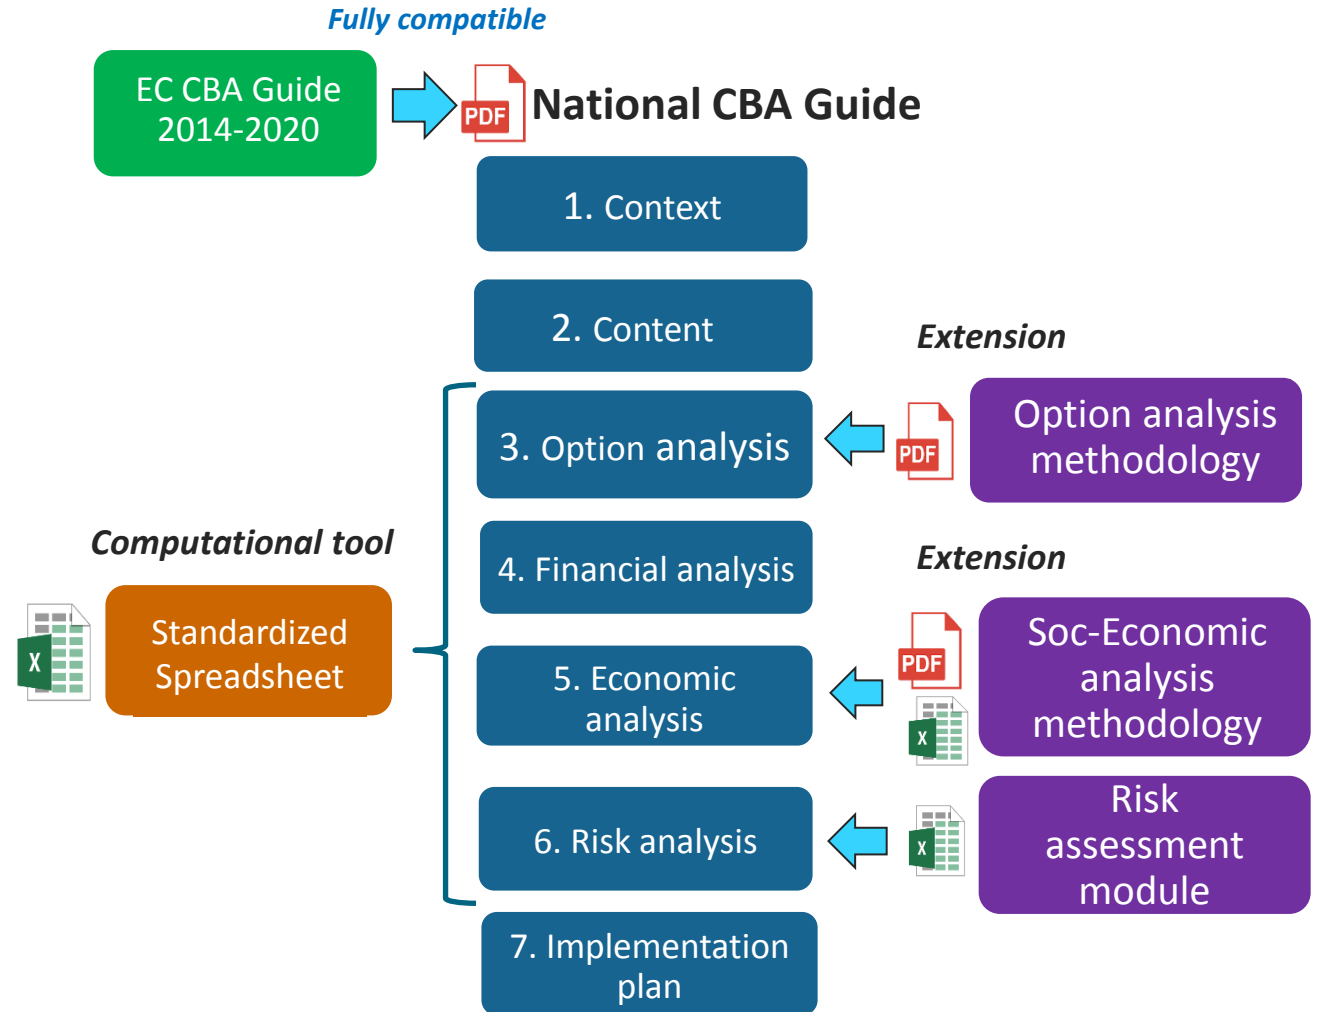 Fully compatible
EC CBA Guide
2014-2020
PDF
National CBA Guide
1. Context
2. Content
Extension
3. Option analysis
PDF
Option analysis
methodology
Computational tool
4. Financial analysis
Extension
X
Standardized
Spreadsheet
5. Economic
analysis
PDF
X
Soc-Economic
analysis
methodology
6. Risk analysis
X
Risk
assessment
module
7. Implementation
plan